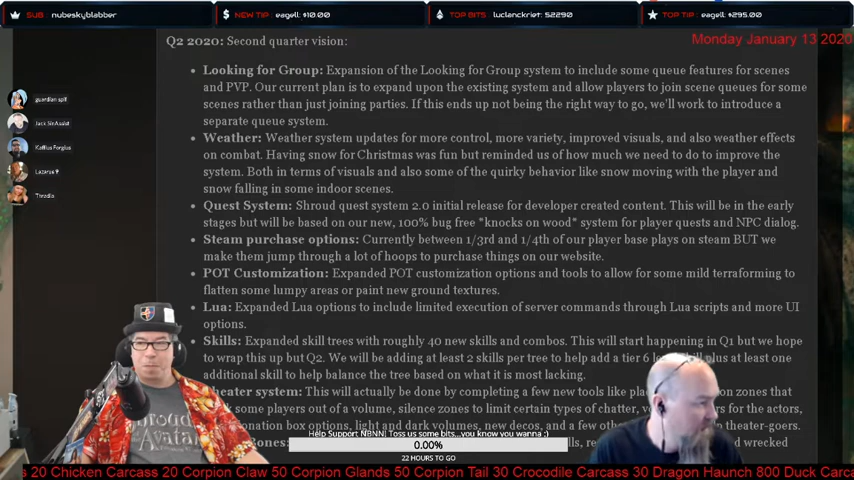 SUB nubeskyblabber
$ NEW TIP eagell: $10.00
TOP BITS luclanckriet: 52290
TOP TIP: eagell: $295.00
Monday January 13 2020
Q2 2020: Second quarter vision:
Looking for Group: Expansion of the Looking for Group system to include some queue features for scenes
and PVP. Our current plan is to expand upon the existing system and allow players to join scene queues for some
scenes rather than just joining parties. If this ends up not being the right way to go, we'll work to introduce a
separate queue system.
Weather: Weather system updates for more control, more variety, improved visuals, and also weather effects
on combat. Having snow for Christmas was fun but reminded us of how much we need to do to improve the
system. Both in terms of visuals and also some of the quirky behavior like snow moving with the player and
snow falling in some indoor scenes.
Quest System: Shroud quest system 2.0 initial release for developer created content. This will be in the early
stages but will be based on our new, 100% bug free *knocks on wood* system for player quests and NPC dialog.
Steam purchase options: Currently between 1/3rd and 1/4th of our player base plays on steam BUT we
make them jump through a lot of hoops to purchase things on our website.
POT Customization: Expanded POT customization options and tools to allow for some mild terraforming to
flatten some lumpy areas or paint new ground textures.
Lua: Expanded Lua options to include limited execution of server commands through Lua scripts and more UI
options.
Skills: Expanded skill trees with roughly 40 new skills and combos. This will start happening in Q1 but we hope
to wrap this up but Q2. We will be adding at least 2 skills per tree to help add a tier 6 plus at least one
additional skill to help balance the tree based on what it is most lacking.
Theater system: This will actually be done by completing a few new tools like zones that
some players out of a volume, silence zones to limit certain types of chatter, for the actors,
box options, light and dark volumes, new decos, and a few theater-goers.
Bones: wrecked
guardian spill
Jack SinAsalst
Lazarus
Thredis
Help Support NBNN! Toss us some bits...you know you wanna :)
0.00%
22 HOURS TO GO
s 20 Chicken Carcass 20 Corpion Claw 50 Corpion Glands 50 Corpion Tail 30 Crocodile Carcass 30 Dragon Haunch 800 Duck Carca